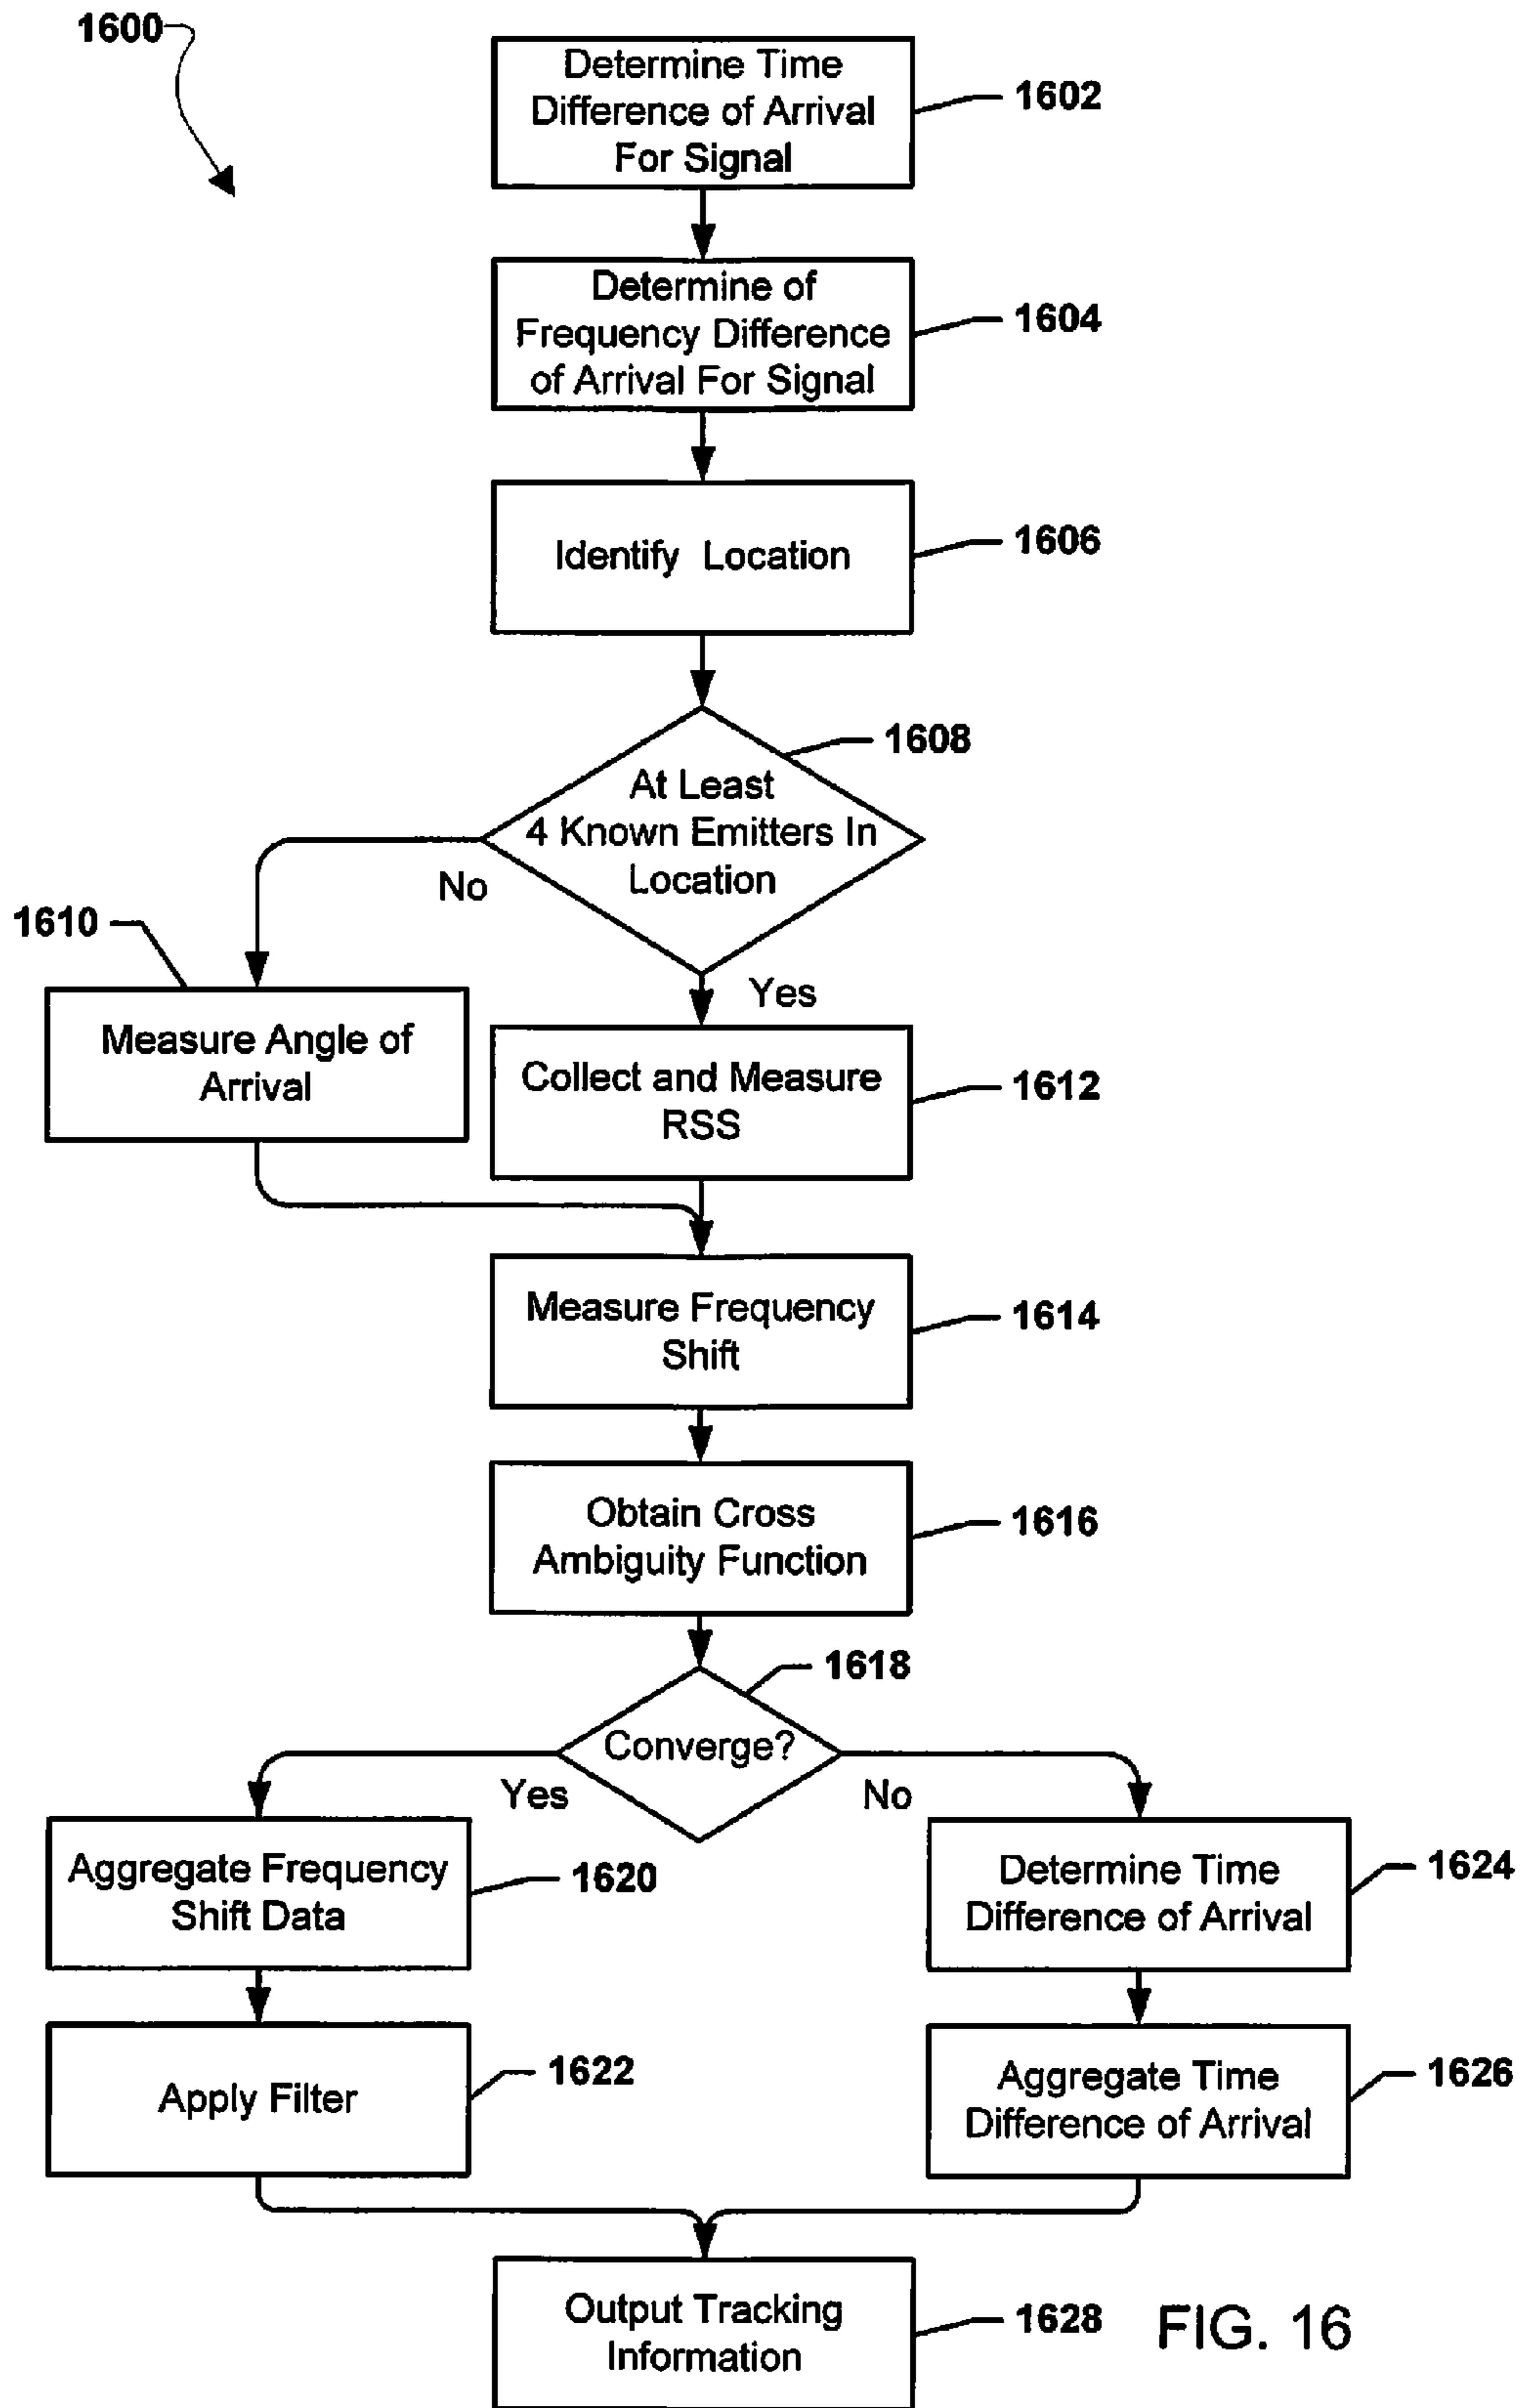 1600
Determine Time
Difference of Arrival
For Signal
1602
Determine of
Frequency Difference
of Arrival For Signal
1604
Identify Location
1606
1608
At Least
4 Known Emitters In
Location
No
Yes
1610
Measure Angle of
Arrival
Collect and Measure
RSS
1612
Measure Frequency
Shift
1614
Obtain Cross
Ambiguity Function
1616
1618
Converge?
Yes
No
Aggregate Frequency
Shift Data
1620
Determine Time
Difference of Arrival
1624
Apply Filter
1622
Aggregate Time
Difference of Arrival
1626
Output Tracking
Information
1628
FIG. 16